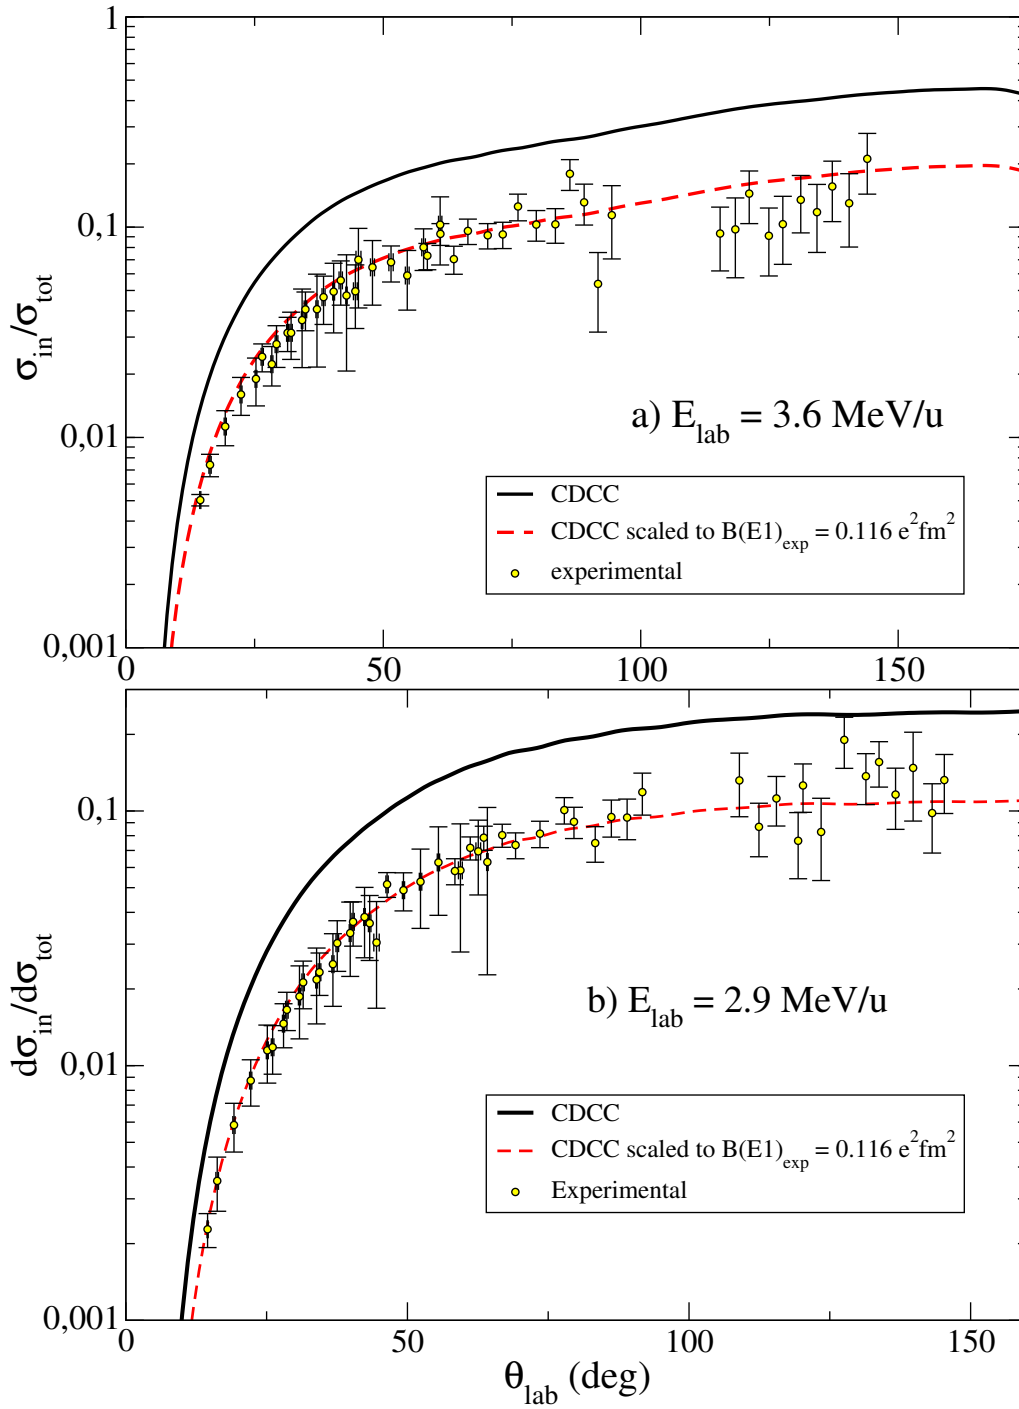 1
0,1
0,01
0,001
σin/σtot
a) Elab = 3.6 MeV/u
CDCC
CDCC scaled to B(E1)exp = 0.116 e²fm²
experimental
0 50 100 150
0,1
0,01
0,001
dσin/dσtot
b) Elab = 2.9 MeV/u
CDCC
CDCC scaled to B(E1)exp = 0.116 e²fm²
Experimental
0 50 100 150
θlab (deg)